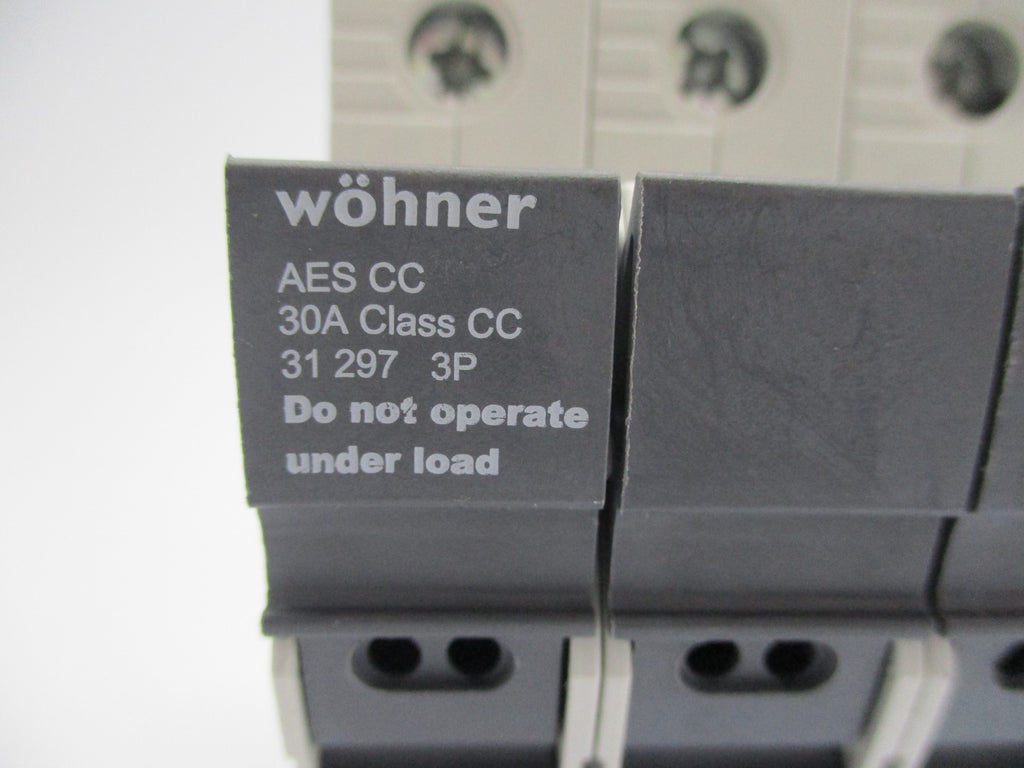 wöhner
AES CC
30A Class CC
31 297 3P
Do not operate
under load